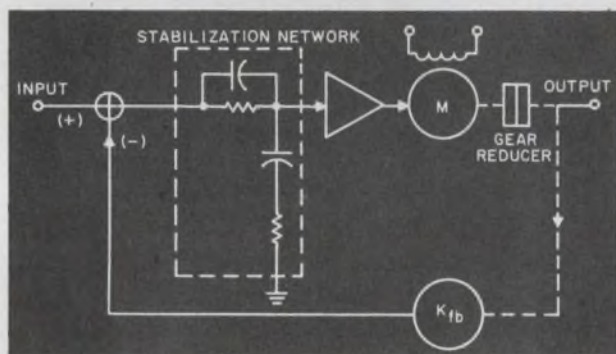 STABILIZATION NETWORK
INPUT
(+)
(-)
M
OUTPUT
GEAR
REDUCER
Kfb